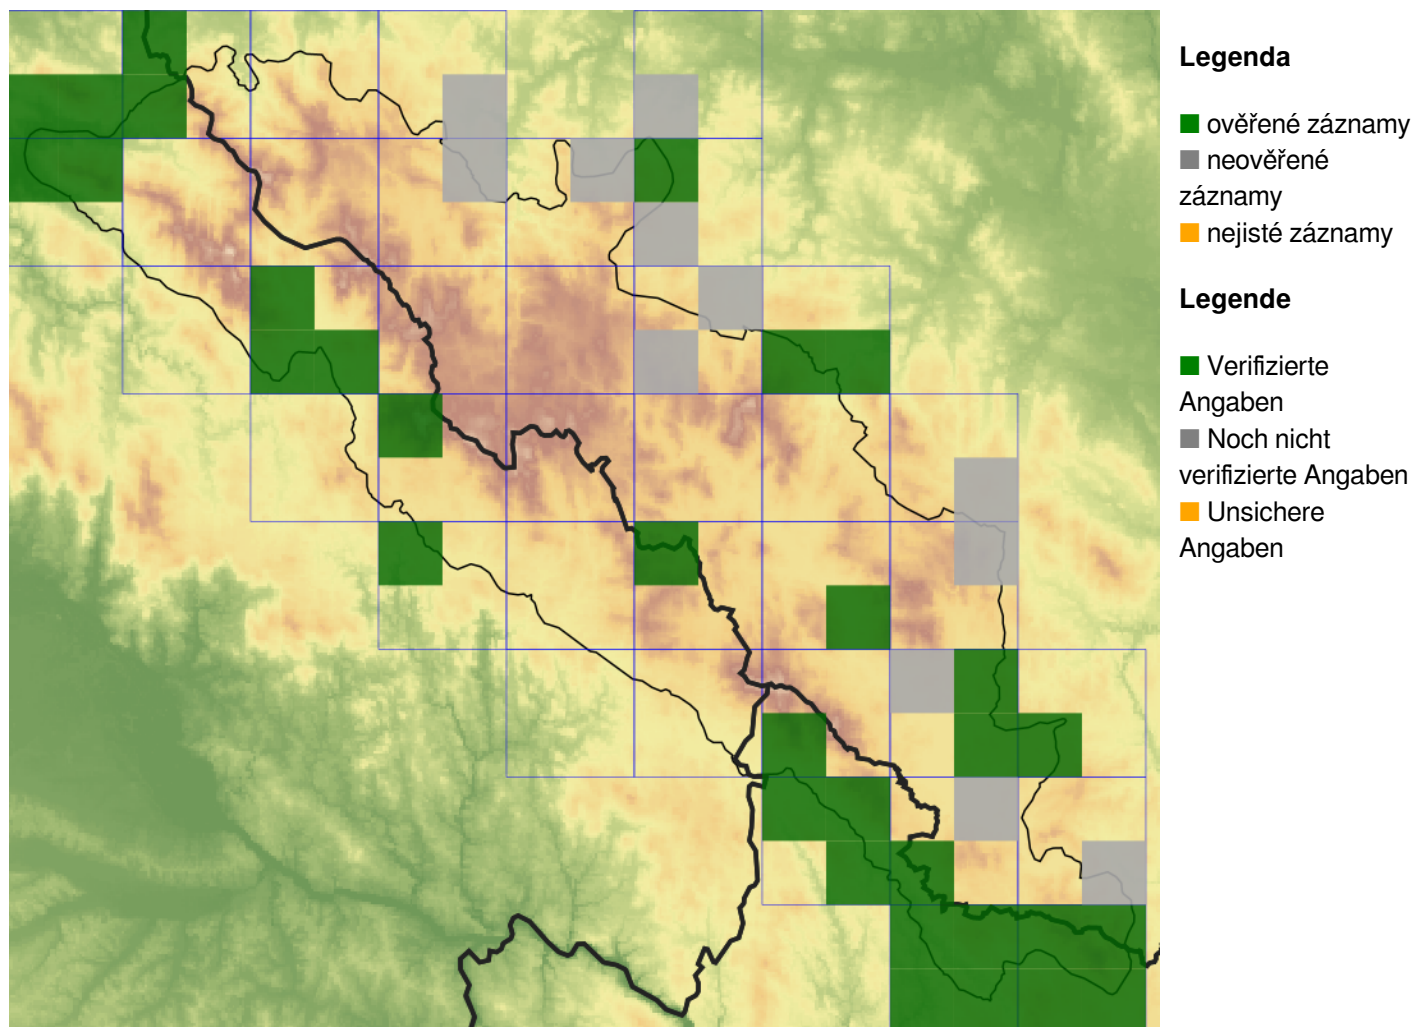 Legenda
ověřené záznamy
neověřené
záznamy
nejisté záznamy
Legende
Verifizierte
Angaben
Noch nicht
verifizierte Angaben
Unsichere
Angaben